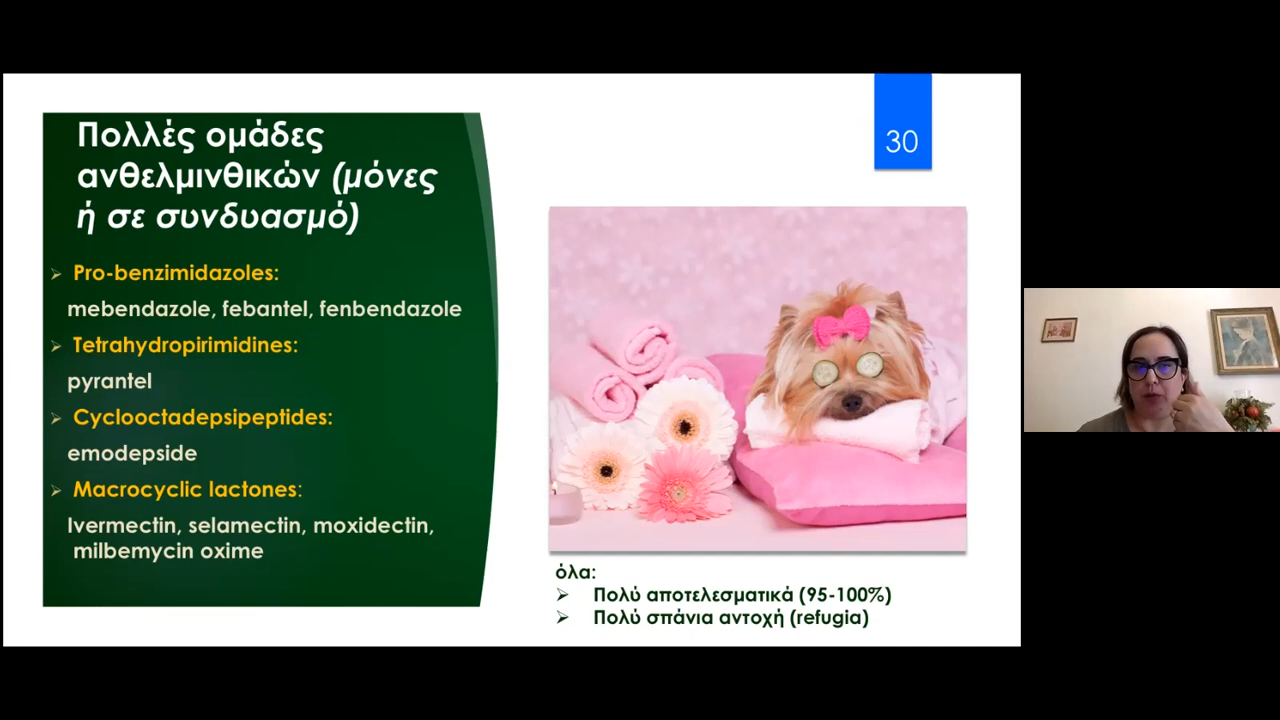 Πολλές ομάδες
ανθελμινθικών (μόνες
ή σε συνδυασμό)
30
Pro-benzimidazoles:
mebendazole, febantel, fenbendazole
Tetrahydropirimidines:
pyrantel
Cyclooctadepsipeptides:
emodepside
Macrocyclic lactones:
Ivermectin, selamectin, moxidectin,
milbemycin oxime
όλα:
Πολύ αποτελεσματικά (95-100%)
Πολύ σπάνια αντοχή (refugia)